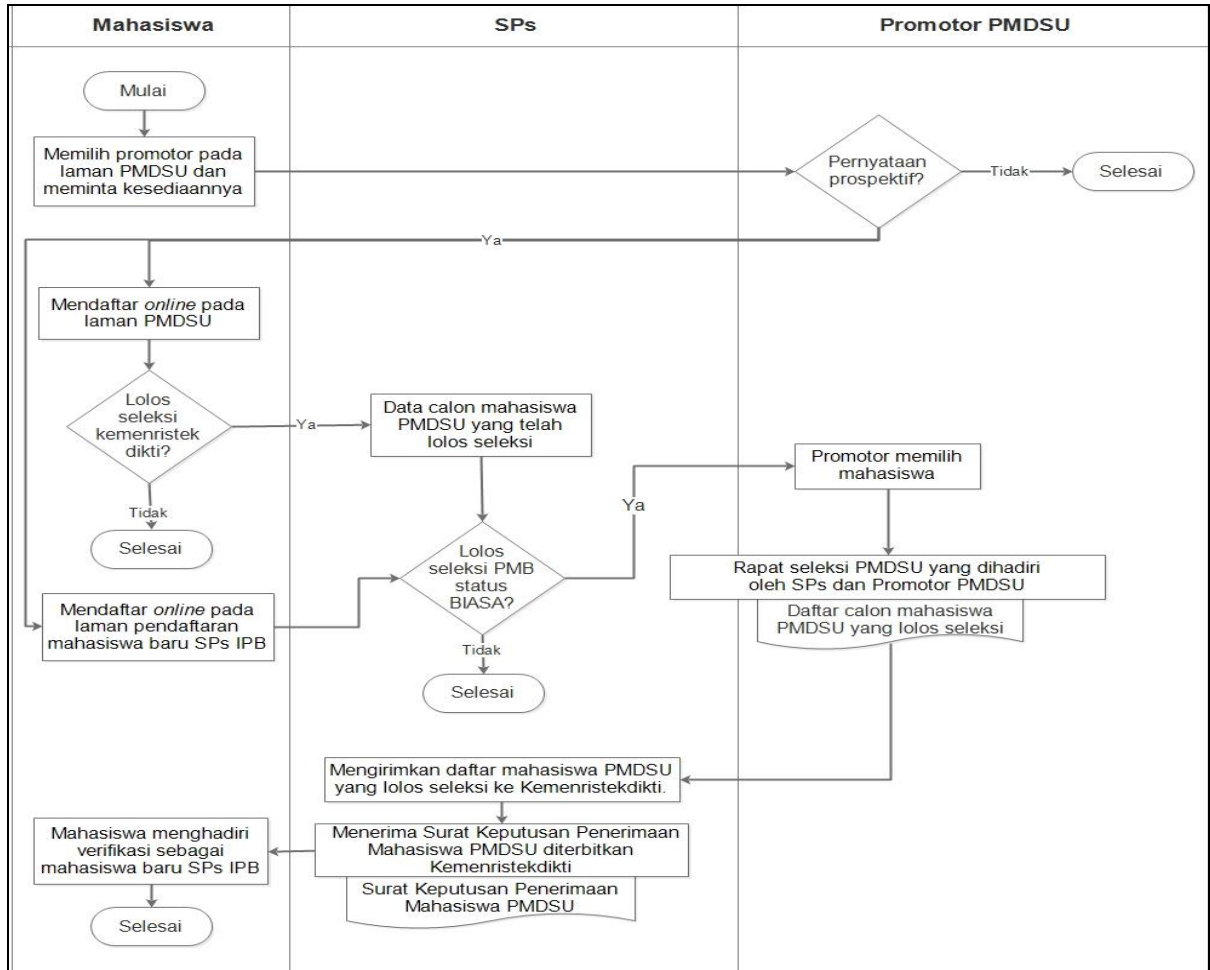 Mahasiswa
SPs
Promotor PMDSU
Mulai
Memilih promotor pada
laman PMDSU dan
meminta kesediaannya
Pernyataan
prospektif?
Tidak
Selesai
Ya
Mendaftar online pada
laman PMDSU
Lolos
seleksi
kemenristek
dikti?
Ya
Data calon mahasiswa
PMDSU yang telah
lolos seleksi
Tidak
Selesai
Mendaftar online pada
laman pendaftaran
mahasiswa baru SPs IPB
Lolos
seleksi PMB
status
BIASA?
Ya
Tidak
Selesai
Promotor memilih
mahasiswa
Rapat seleksi PMDSU yang dihadiri
oleh SPs dan Promotor PMDSU
Daftar calon mahasiswa
PMDSU yang lolos seleksi
Mengirimkan daftar mahasiswa PMDSU
yang lolos seleksi ke Kemenristekdikti.
Menerima Surat Keputusan Penerimaan
Mahasiswa PMDSU diterbitkan
Kemenristekdikti
Surat Keputusan Penerimaan
Mahasiswa PMDSU
Mahasiswa menghadiri
verifikasi sebagai
mahasiswa baru SPs IPB
Selesai